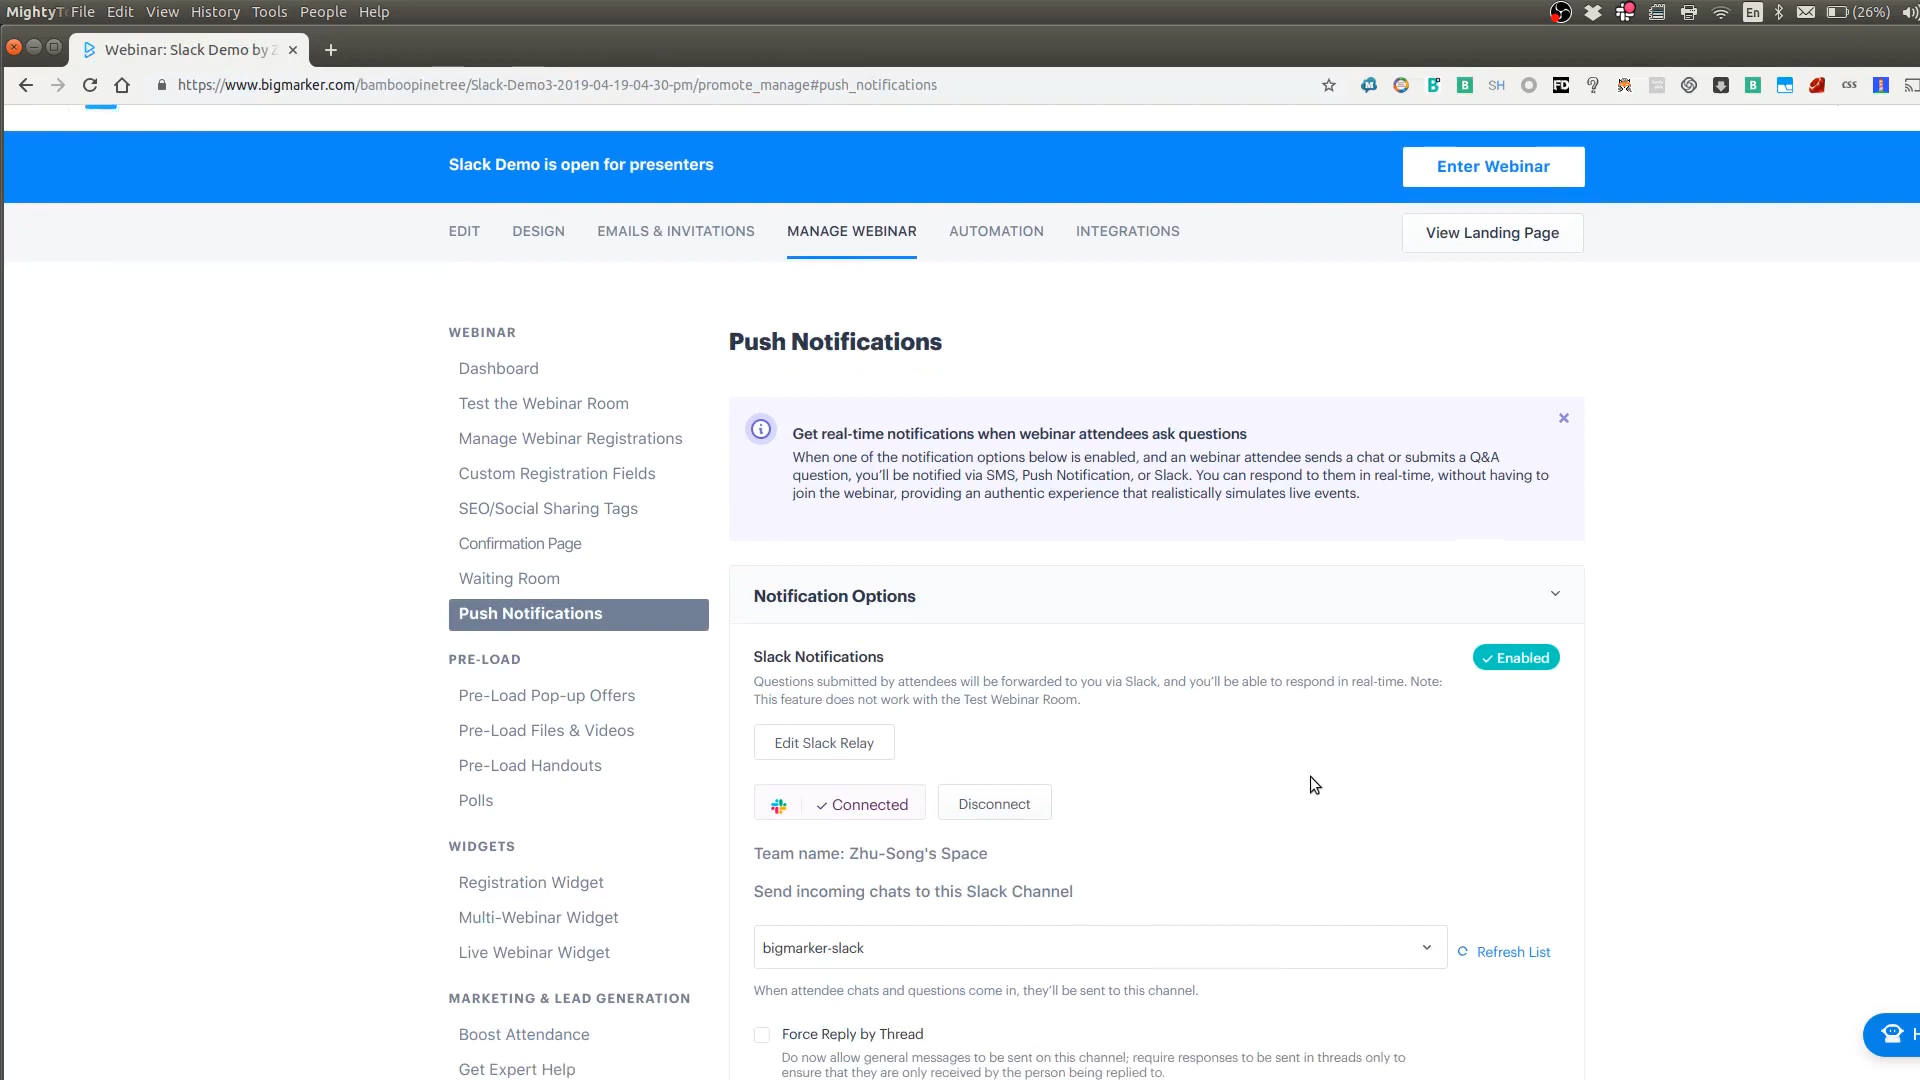 MightyT File Edit View History Tools People Help
En (26%)
Webinar: Slack Demo by Z
https://www.bigmarker.com/bamboopinetree/Slack-Demo3-2019-04-19-04-30-pm/promote_manage#push_notifications
SH FD B css
Slack Demo is open for presenters
Enter Webinar
EDIT DESIGN EMAILS & INVITATIONS MANAGE WEBINAR AUTOMATION INTEGRATIONS
View Landing Page
WEBINAR
Dashboard
Test the Webinar Room
Manage Webinar Registrations
Custom Registration Fields
SEO/Social Sharing Tags
Confirmation Page
Waiting Room
Push Notifications
PRE-LOAD
Pre-Load Pop-up Offers
Pre-Load Files & Videos
Pre-Load Handouts
Polls
WIDGETS
Registration Widget
Multi-Webinar Widget
Live Webinar Widget
MARKETING & LEAD GENERATION
Boost Attendance
Get Expert Help
Push Notifications
Get real-time notifications when webinar attendees ask questions
When one of the notification options below is enabled, and an webinar attendee sends a chat or submits a Q&A
question, you'll be notified via SMS, Push Notification, or Slack. You can respond to them in real-time, without having to
join the webinar, providing an authentic experience that realistically simulates live events.
Notification Options
Slack Notifications
Enabled
Questions submitted by attendees will be forwarded to you via Slack, and you'll be able to respond in real-time. Note:
This feature does not work with the Test Webinar Room.
Edit Slack Relay
Connected
Disconnect
Team name: Zhu-Song's Space
Send incoming chats to this Slack Channel
bigmarker-slack
Refresh List
When attendee chats and questions come in, they'll be sent to this channel.
Force Reply by Thread
Do now allow general messages to be sent on this channel; require responses to be sent in threads only to
ensure that they are only received by the person being replied to.
H